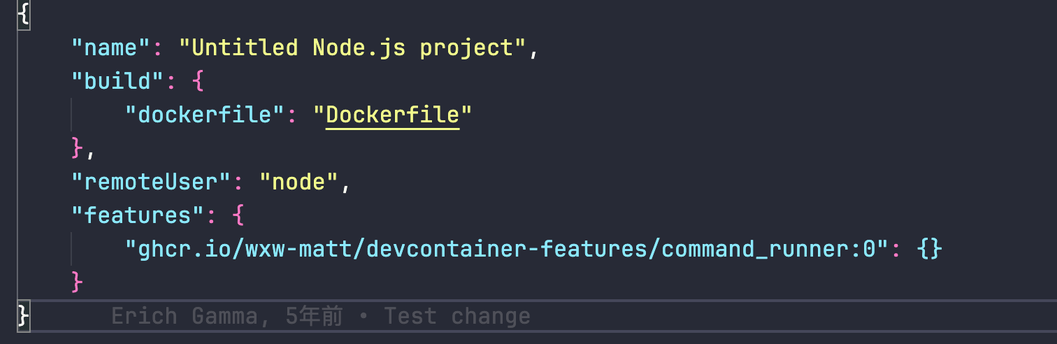 {
"name": "Untitled Node.js project",
"build": {
"dockerfile": "Dockerfile"
},
"remoteUser": "node",
"features": {
"ghcr.io/wxw-matt/devcontainer-features/command_runner:0": {}
}
} Erich Gamma, 5年前 • Test change